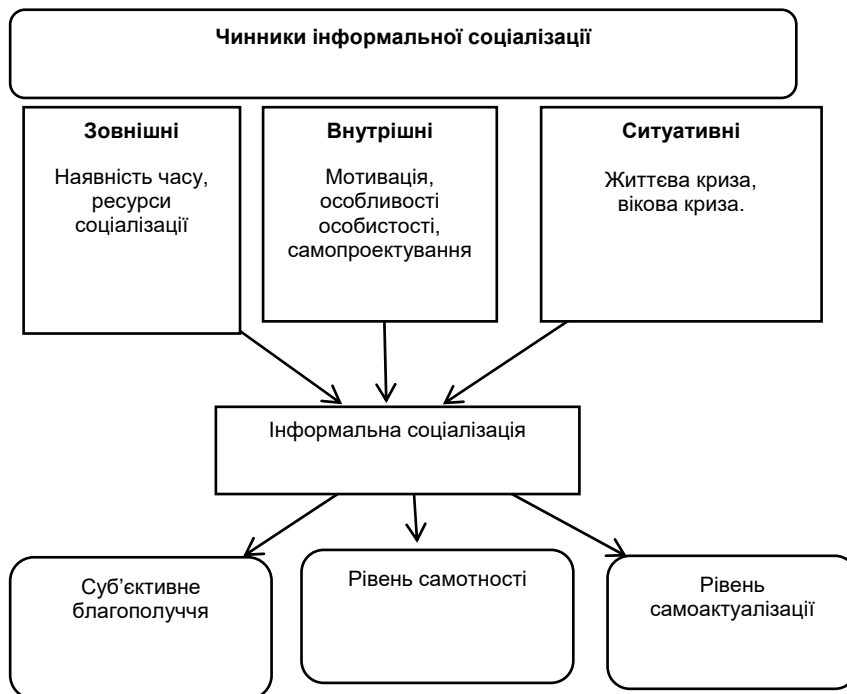 Чинники інформальної соціалізації
Зовнішні
Наявність часу,
ресурси
соціалізації
Внутрішні
Мотивація,
особливості
особистості,
самопроектування
Ситуативні
Життєва криза,
вікова криза.
Інформальна соціалізація
Суб’єктивне
благополуччя
Рівень самотності
Рівень
самоактуалізації